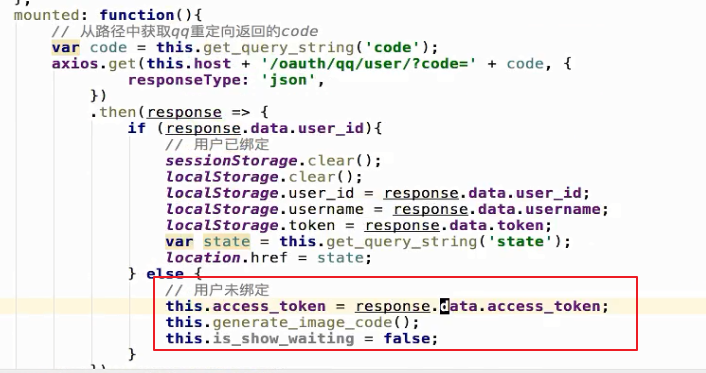 };
mounted: function(){
// 从路径中获取qq重定向返回的code
var code = this.get_query_string('code');
axios.get(this.host + '/oauth/qq/user/?code=' + code, {
responseType: 'json',
})
.then(response => {
if (response.data.user_id){
// 用户已绑定
sessionStorage.clear();
localStorage.clear();
localStorage.user_id = response.data.user_id;
localStorage.username = response.data.username;
localStorage.token = response.data.token;
var state = this.get_query_string('state');
location.href = state;
} else {
// 用户未绑定
this.access_token = response.data.access_token;
this.generate_image_code();
this.is_show_waiting = false;
}
})